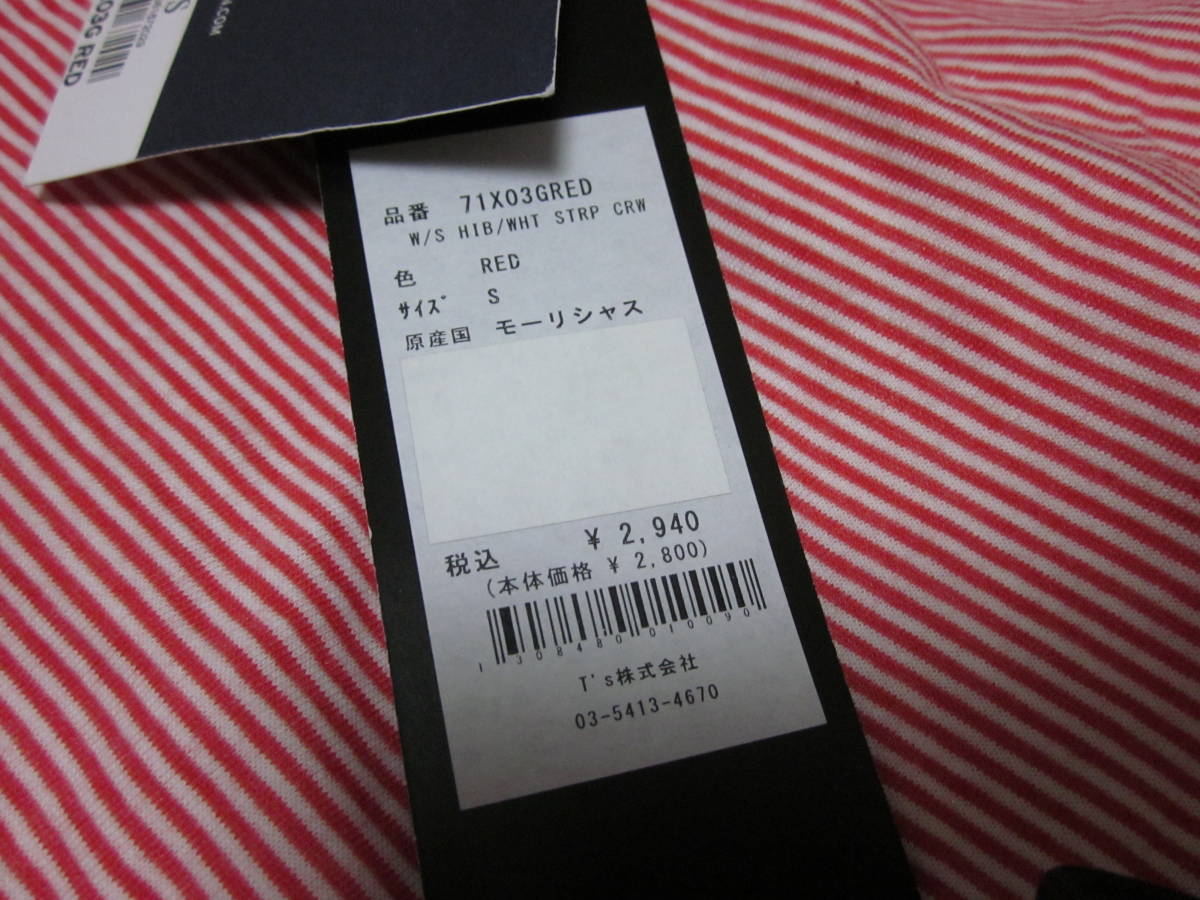 S
03G RED
.COM
品番 71X03GRED
W/S HIB/WHT STRP CRW
色 RED
ｻｲｽﾞ S
原産国 モーリシャス
税込 ¥ 2,940
(本体価格 ¥ 2,800)
1308480010090
T's株式会社
03-5413-4670